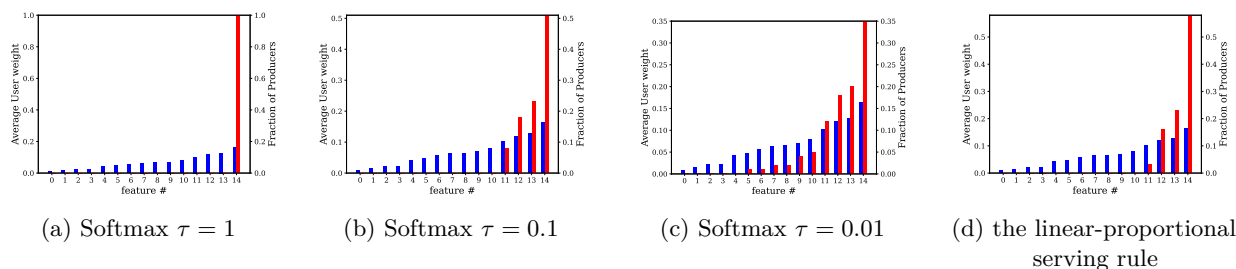 1.0
0.8
0.6
0.4
0.2
0.0
Average User weight
1.0
0.8
0.6
0.4
0.2
0.0
Fraction of Producers
0 1 2 3 4 5 6 7 8 9 10 11 12 13 14
feature #
(a) Softmax τ = 1
0.5
0.4
0.3
0.2
0.1
0.0
Average User weight
0.5
0.4
0.3
0.2
0.1
0.0
Fraction of Producers
0 1 2 3 4 5 6 7 8 9 10 11 12 13 14
feature #
(b) Softmax τ = 0.1
0.35
0.30
0.25
0.20
0.15
0.10
0.05
0.00
Average User weight
0.35
0.30
0.25
0.20
0.15
0.10
0.05
0.00
Fraction of Producers
0 1 2 3 4 5 6 7 8 9 10 11 12 13 14
feature #
(c) Softmax τ = 0.01
0.5
0.4
0.3
0.2
0.1
0.0
Average User weight
0.5
0.4
0.3
0.2
0.1
0.0
Fraction of Producers
0 1 2 3 4 5 6 7 8 9 10 11 12 13 14
feature #
(d) the linear-proportional
serving rule